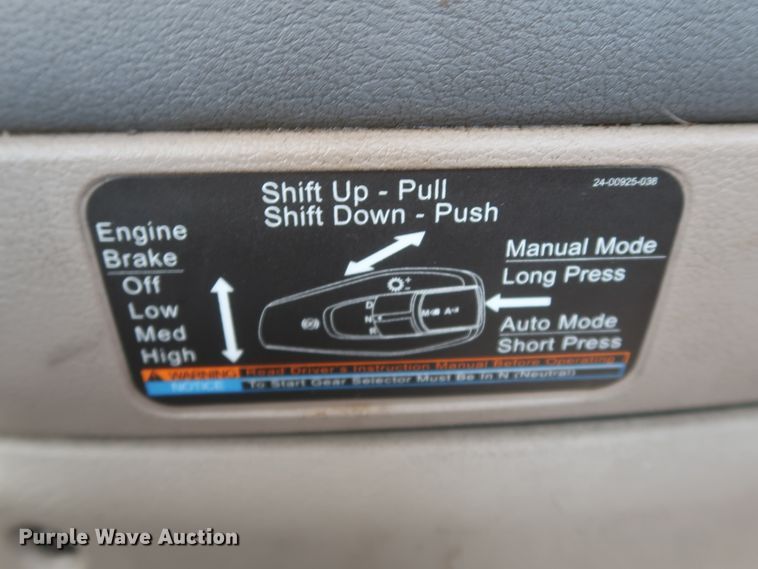 Shift Up - Pull
Shift Down - Push
24-00925-038
Engine
Brake
Off
Low
Med
High
Manual Mode
Long Press
Auto Mode
Short Press
D
N
R
M
A
WARNING Read Driver's Instruction Manual Before Operating
NOTICE To Start Gear Selector Must Be In N (Neutral)
Purple Wave Auction